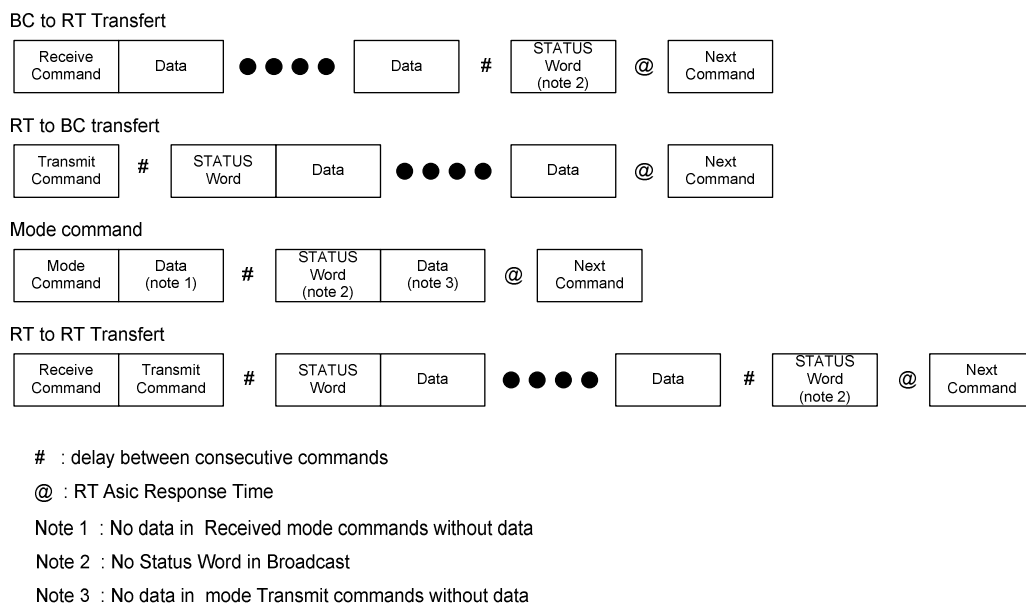 BC to RT Transfert
Receive Command Data Data # STATUS Word (note 2) @ Next Command
RT to BC transfert
Transmit Command # STATUS Word Data Data @ Next Command
Mode command
Mode Command Data (note 1) # STATUS Word (note 2) Data (note 3) @ Next Command
RT to RT Transfert
Receive Command Transmit Command # STATUS Word Data Data # STATUS Word (note 2) @ Next Command
# : delay between consecutive commands
@ : RT Asic Response Time
Note 1 : No data in Received mode commands without data
Note 2 : No Status Word in Broadcast
Note 3 : No data in mode Transmit commands without data